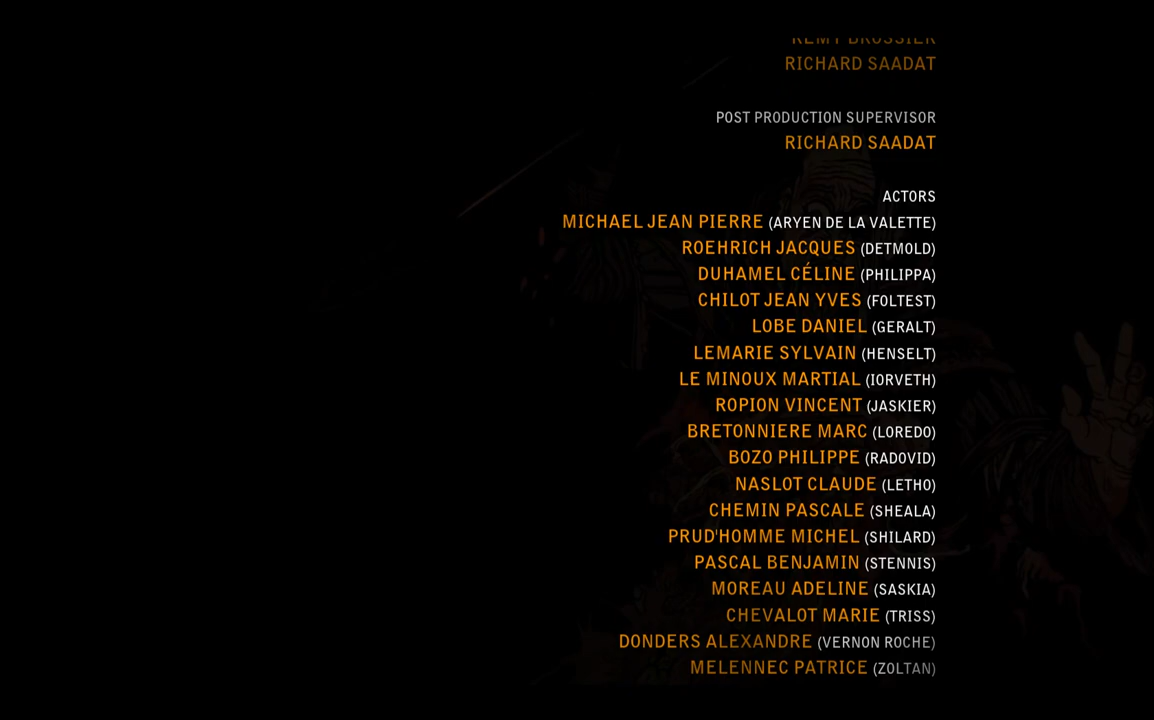 RÉMY BROSSIER
RICHARD SAADAT
POST PRODUCTION SUPERVISOR
RICHARD SAADAT
ACTORS
MICHAEL JEAN PIERRE (ARYEN DE LA VALETTE)
ROEHRICH JACQUES (DETMOLD)
DUHAMEL CÉLINE (PHILIPPA)
CHILOT JEAN YVES (FOLTEST)
LOBE DANIEL (GERALT)
LEMARIE SYLVAIN (HENSELT)
LE MINOUX MARTIAL (IORVETH)
ROPION VINCENT (JASKIER)
BRETONNIERE MARC (LOREDO)
BOZO PHILIPPE (RADOVID)
NASLOT CLAUDE (LETHO)
CHEMIN PASCALE (SHEALA)
PRUD'HOMME MICHEL (SHILARD)
PASCAL BENJAMIN (STENNIS)
MOREAU ADELINE (SASKIA)
CHEVALOT MARIE (TRISS)
DONDERS ALEXANDRE (VERNON ROCHE)
MELENNEC PATRICE (ZOLTAN)